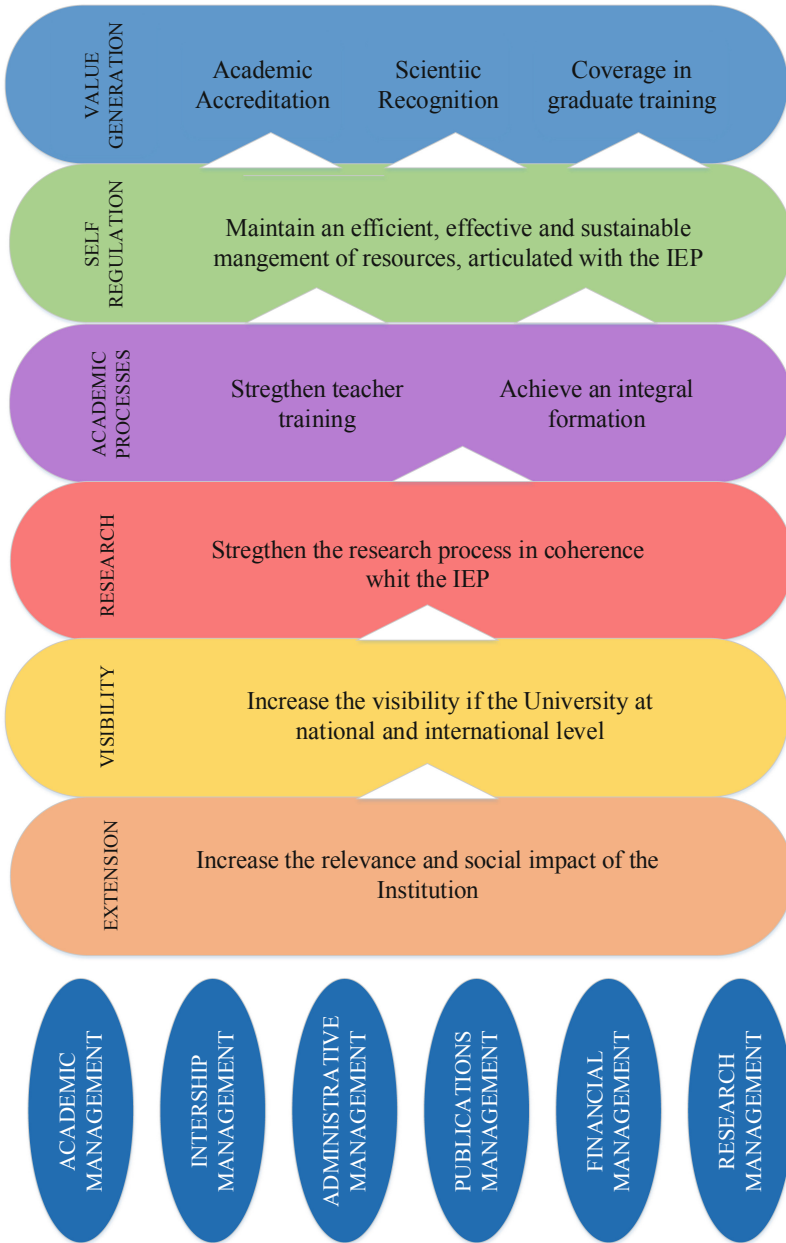 VALUE
GENERATION
Academic
Accreditation
Scientiic
Recognition
Coverage in
graduate training
SELF
REGULATION
Maintain an efficient, effective and sustainable
mangement of resources, articulated with the IEP
ACADEMIC
PROCESSES
Stregthen teacher
training
Achieve an integral
formation
RESEARCH
Stregthen the research process in coherence
whit the IEP
VISIBILITY
Increase the visibility if the University at
national and international level
EXTENSION
Increase the relevance and social impact of the
Institution
ACADEMIC
MANAGEMENT
INTERSHIP
MANAGEMENT
ADMINISTRATIVE
MANAGEMENT
PUBLICATIONS
MANAGEMENT
FINANCIAL
MANAGEMENT
RESEARCH
MANAGEMENT